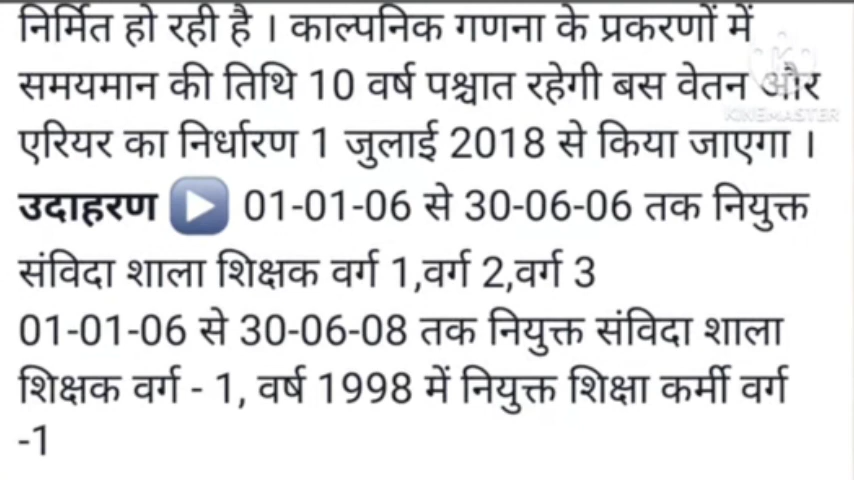 निर्मित हो रही है । काल्पनिक गणना के प्रकरणों में
समयमान की तिथि 10 वर्ष पश्चात रहेगी बस वेतन और
KINEMASTER
एरियर का निर्धारण 1 जुलाई 2018 से किया जाएगा ।
उदाहरण ▶ 01-01-06 से 30-06-06 तक नियुक्त
संविदा शाला शिक्षक वर्ग 1,वर्ग 2,वर्ग 3
01-01-06 से 30-06-08 तक नियुक्त संविदा शाला
शिक्षक वर्ग - 1, वर्ष 1998 में नियुक्त शिक्षा कर्मी वर्ग
-1